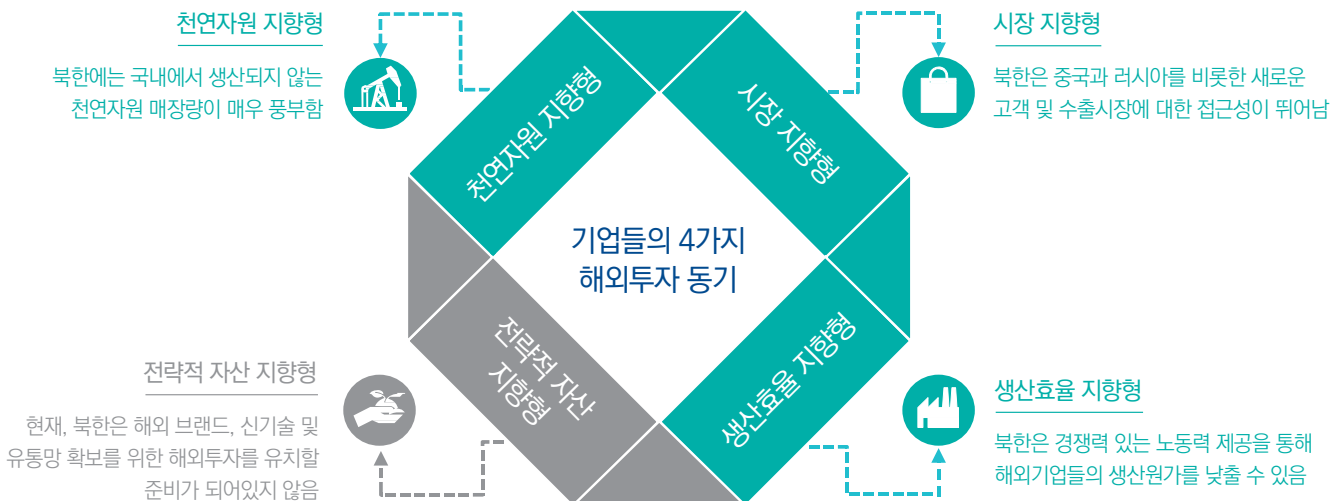 천연자원 지향형
북한에는 국내에서 생산되지 않는
천연자원 매장량이 매우 풍부함
시장 지향형
북한은 중국과 러시아를 비롯한 새로운
고객 및 수출시장에 대한 접근성이 뛰어남
천연자원 지향형
시장 지향형
기업들의 4가지
해외투자 동기
전략적 자산
지향형
생산효율 지향형
전략적 자산 지향형
현재, 북한은 해외 브랜드, 신기술 및
유통망 확보를 위한 해외투자를 유치할
준비가 되어있지 않음
생산효율 지향형
북한은 경쟁력 있는 노동력 제공을 통해
해외기업들의 생산원가를 낮출 수 있음